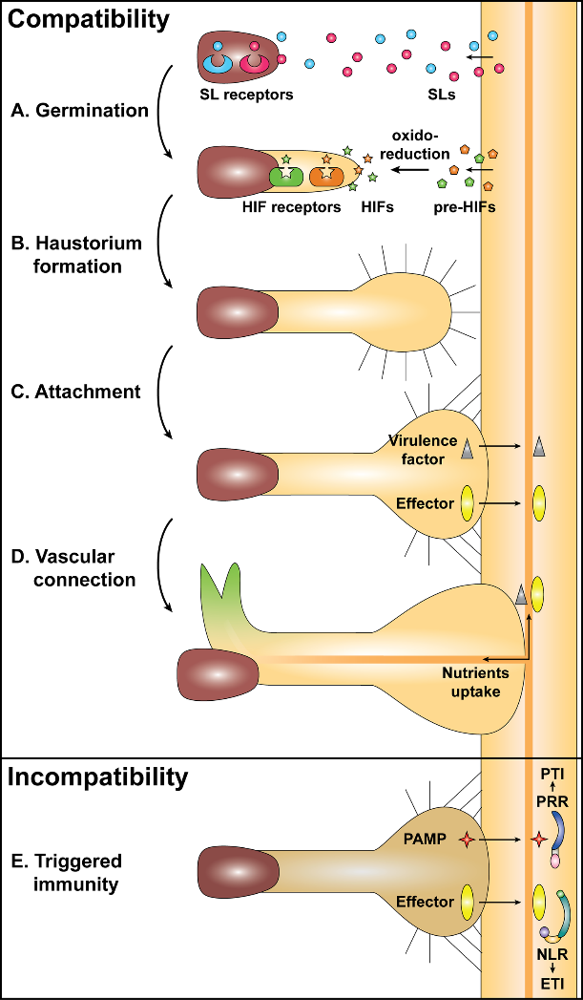 Compatibility
SL receptors
SLs
A. Germination
oxido-
reduction
HIF receptors
HIFs
pre-HIFs
B. Haustorium
formation
C. Attachment
Virulence
factor
Effector
D. Vascular
connection
Nutrients
uptake
Incompatibility
PTI
PRR
PAMP
E. Triggered
immunity
Effector
NLR
ETI